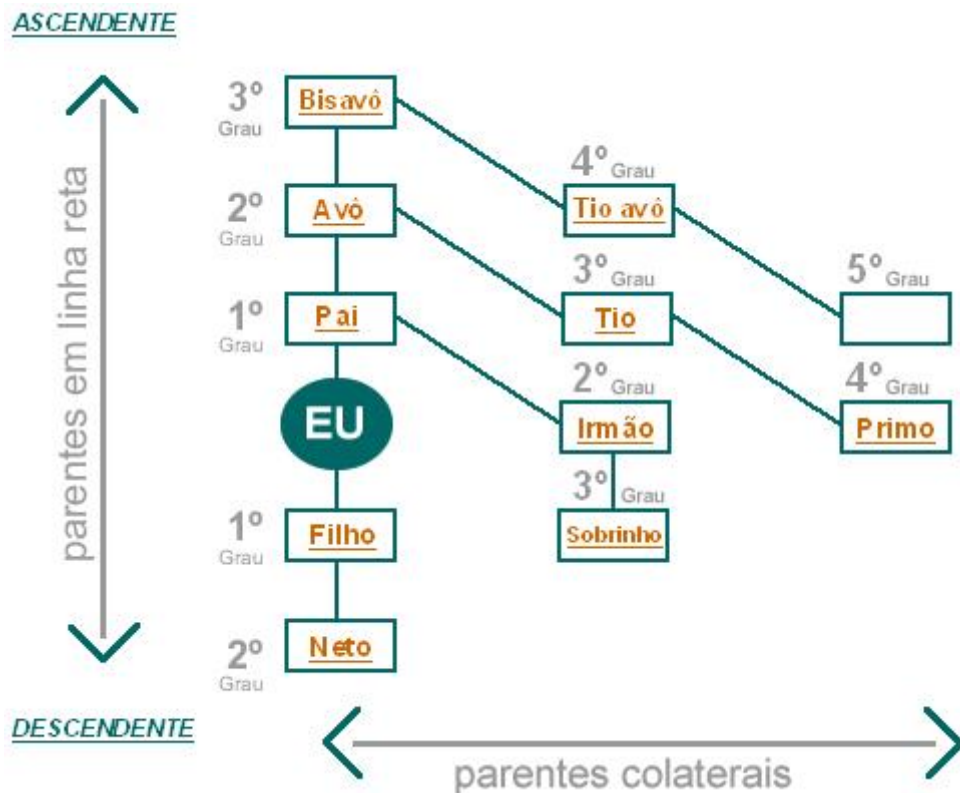 ASCENDENTE
parentes em linha reta
3º Grau
Bisavô
4º Grau
2º Grau
Avô
Tio avô
3º Grau
5º Grau
1º Grau
Pai
Tio
2º Grau
4º Grau
EU
Irmão
Primo
3º Grau
1º Grau
Filho
Sobrinho
2º Grau
Neto
DESCENDENTE
parentes colaterais